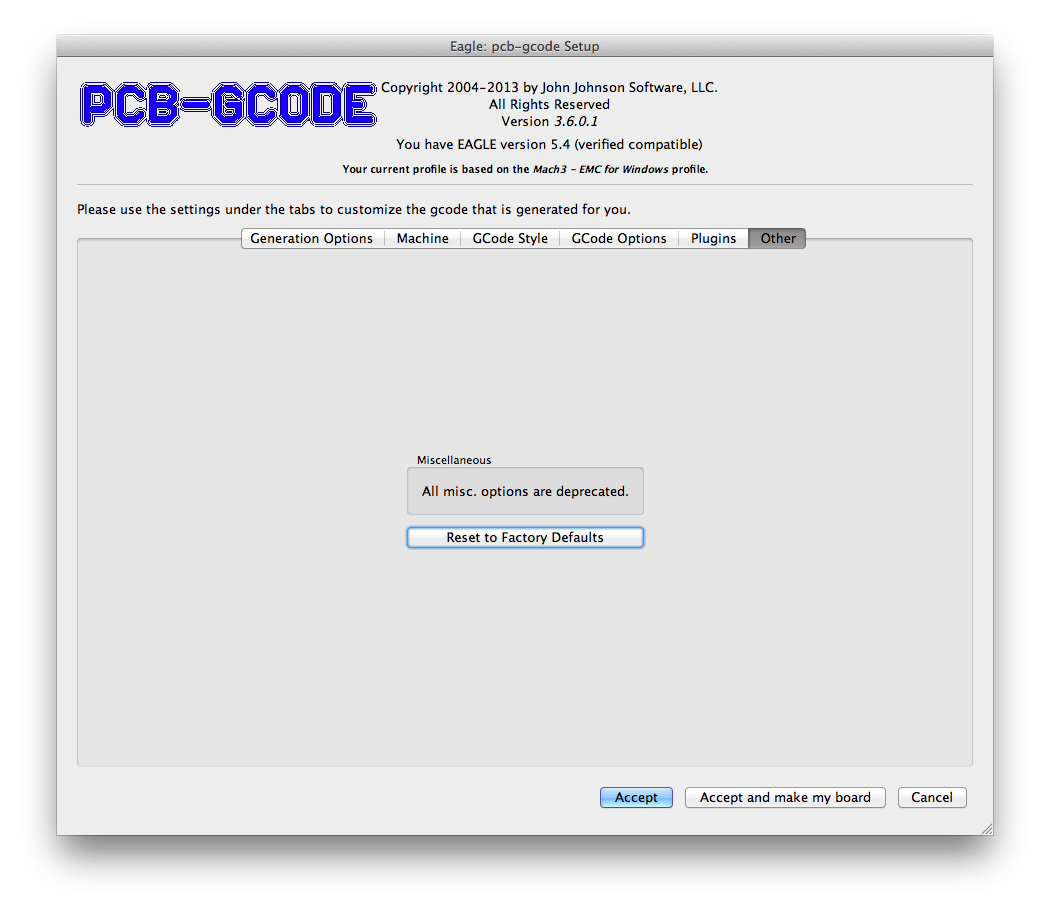 Eagle: pcb-gcode Setup
PCB-GCODE
Copyright 2004-2013 by John Johnson Software, LLC.
All Rights Reserved
Version 3.6.0.1
You have EAGLE version 5.4 (verified compatible)
Your current profile is based on the Mach3 - EMC for Windows profile.
Please use the settings under the tabs to customize the gcode that is generated for you.
Generation Options Machine GCode Style GCode Options Plugins Other
Miscellaneous
All misc. options are deprecated.
Reset to Factory Defaults
Accept Accept and make my board Cancel